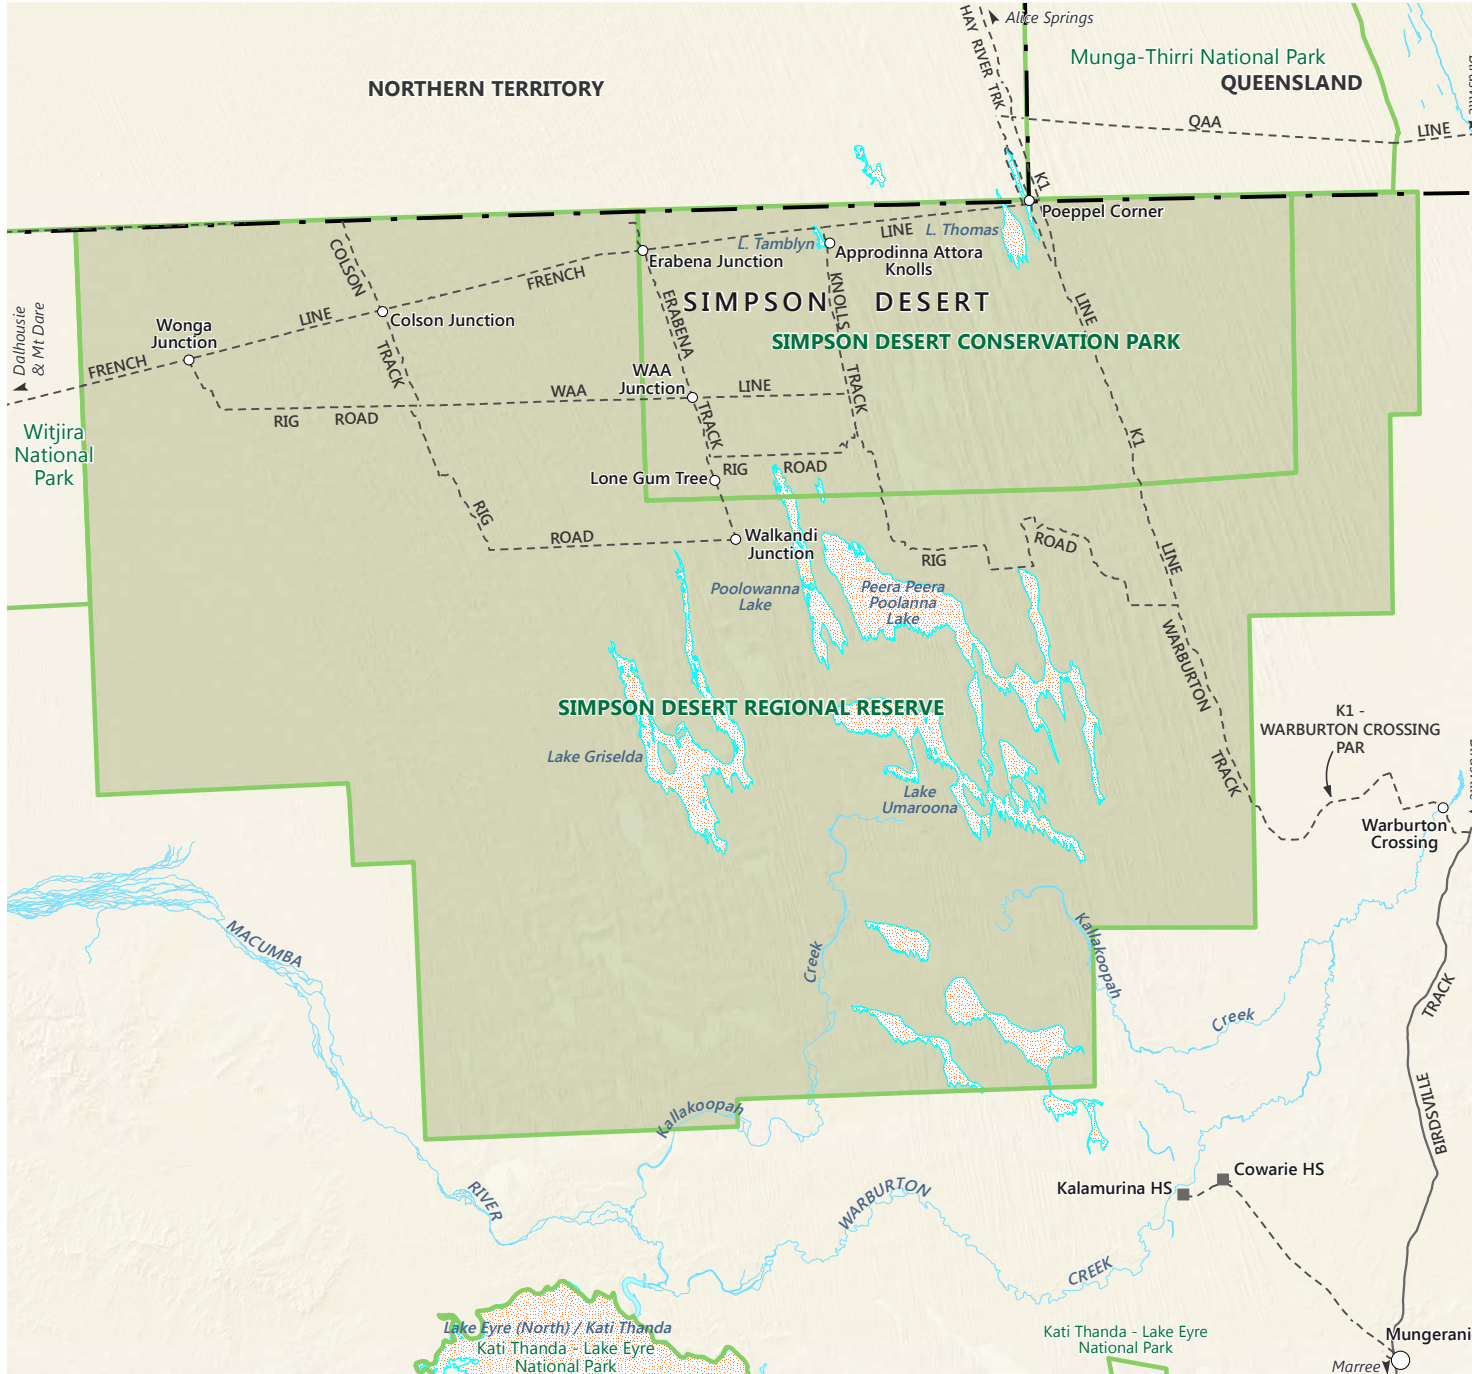 HAY RIVER TRK
Alice Springs
Munga-Thirri National Park
NORTHERN TERRITORY
QUEENSLAND
QAA
LINE
K1
Poeppel Corner
L. Thomas
LINE
L. Tamblyn
Approdinna Attora
Knolls
COLSON
Erabena Junction
FRENCH
SIMPSON DESERT
ERABENA
KNOLLS
LINE
Dalhousie
& Mt Dare
Wonga
Junction
LINE
Colson Junction
SIMPSON DESERT CONSERVATION PARK
FRENCH
TRACK
WAA
Junction
WAA
LINE
TRACK
RIG
ROAD
TRACK
K1
Witjira
National
Park
RIG
ROAD
Lone Gum Tree
RIG
ROAD
Walkandi
Junction
RIG
ROAD
LINE
Poolowanna
Lake
Peera Peera
Poolanna
Lake
WARBURTON
SIMPSON DESERT REGIONAL RESERVE
K1 -
WARBURTON CROSSING
PAR
Lake Griselda
TRACK
Lake
Umaroona
Warburton
Crossing
MACUMBA
Creek
Kallakoopah
Creek
TRACK
Kallakoopah
BIRDSVILLE
RIVER
WARBURTON
Kalamurina HS
Cowarie HS
CREEK
Lake Eyre (North) / Kati Thanda
Kati Thanda - Lake Eyre
National Park
Kati Thanda - Lake Eyre
National Park
Mungerani
Marree